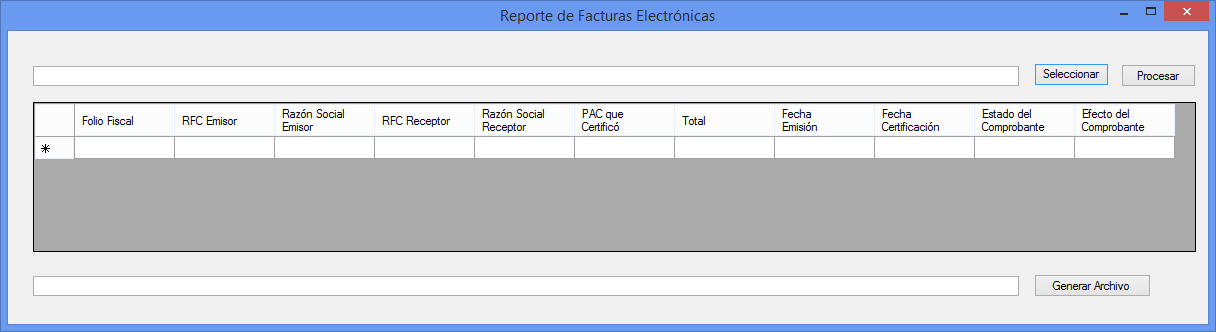 Reporte de Facturas Electrónicas
Seleccionar
Procesar
Folio Fiscal
RFC Emisor
Razón Social
Emisor
RFC Receptor
Razón Social
Receptor
PAC que
Certificó
Total
Fecha
Emisión
Fecha
Certificación
Estado del
Comprobante
Efecto del
Comprobante
Generar Archivo